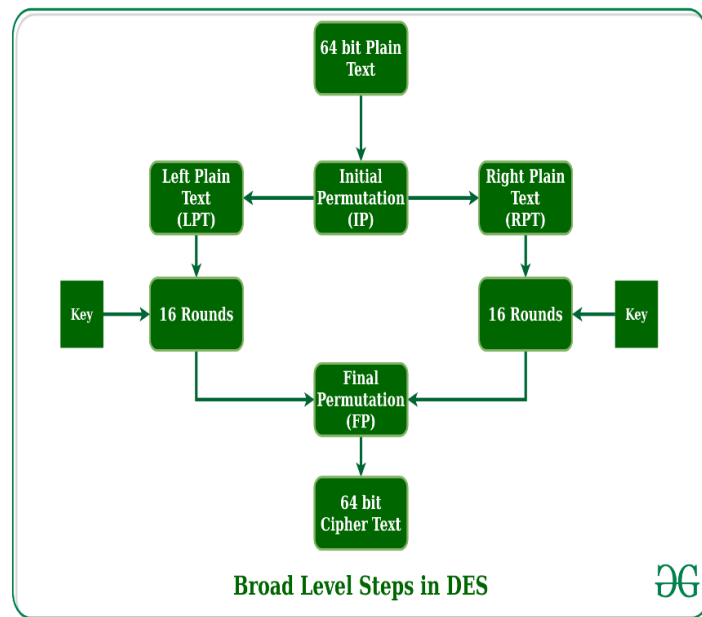 64 bit Plain
Text
Left Plain
Text
(LPT)
Initial
Permutation
(IP)
Right Plain
Text
(RPT)
Key
16 Rounds
16 Rounds
Key
Final
Permutation
(FP)
64 bit
Cipher Text
Broad Level Steps in DES